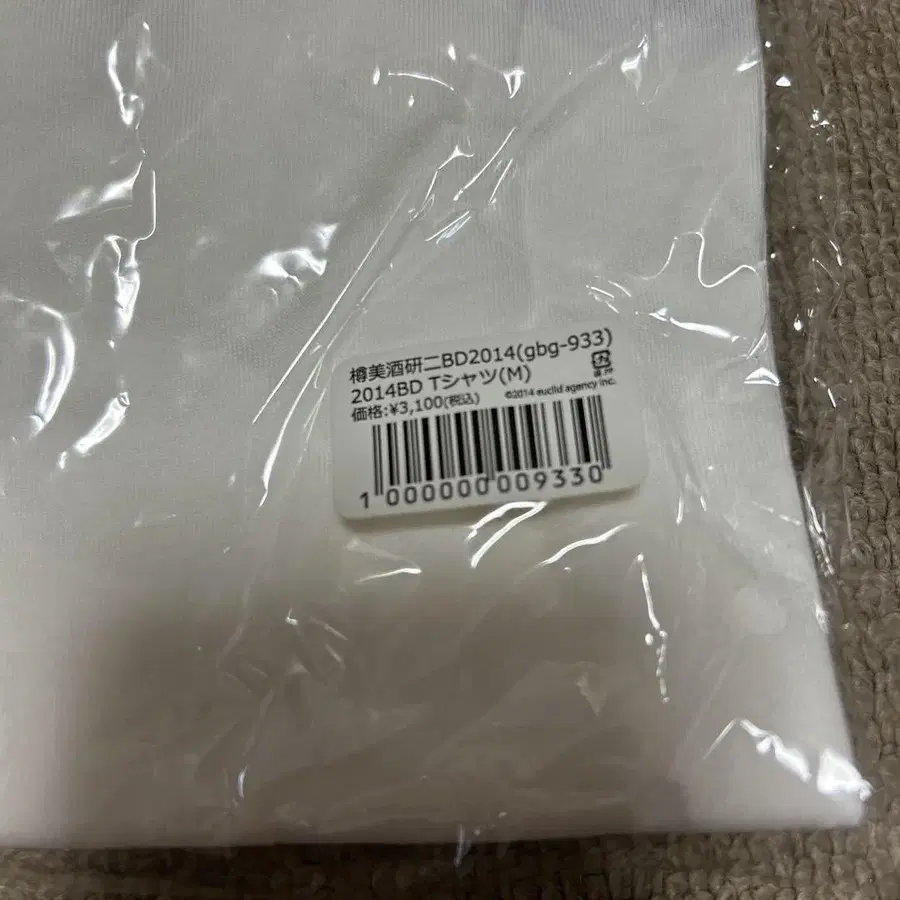 樽美酒研二BD2014(gbg-933)
2014BD Tシャツ(M)
価格:¥3,100(税込)
©2014 euclid agency inc.
1 000000 009330